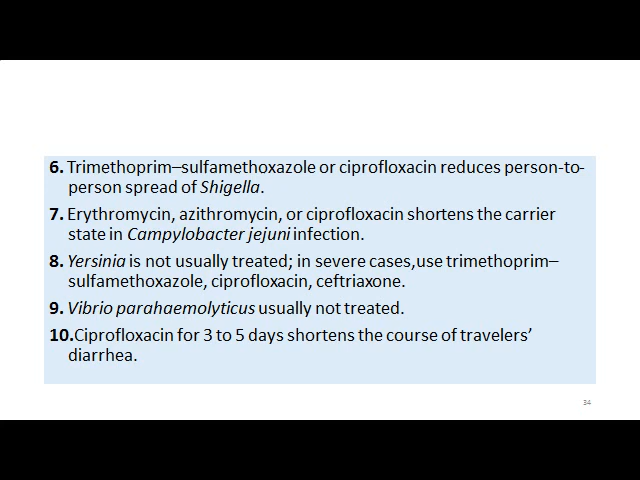 6. Trimethoprim–sulfamethoxazole or ciprofloxacin reduces person-to-
person spread of Shigella.
7. Erythromycin, azithromycin, or ciprofloxacin shortens the carrier
state in Campylobacter jejuni infection.
8. Yersinia is not usually treated; in severe cases,use trimethoprim–
sulfamethoxazole, ciprofloxacin, ceftriaxone.
9. Vibrio parahaemolyticus usually not treated.
10.Ciprofloxacin for 3 to 5 days shortens the course of travelers’
diarrhea.
34